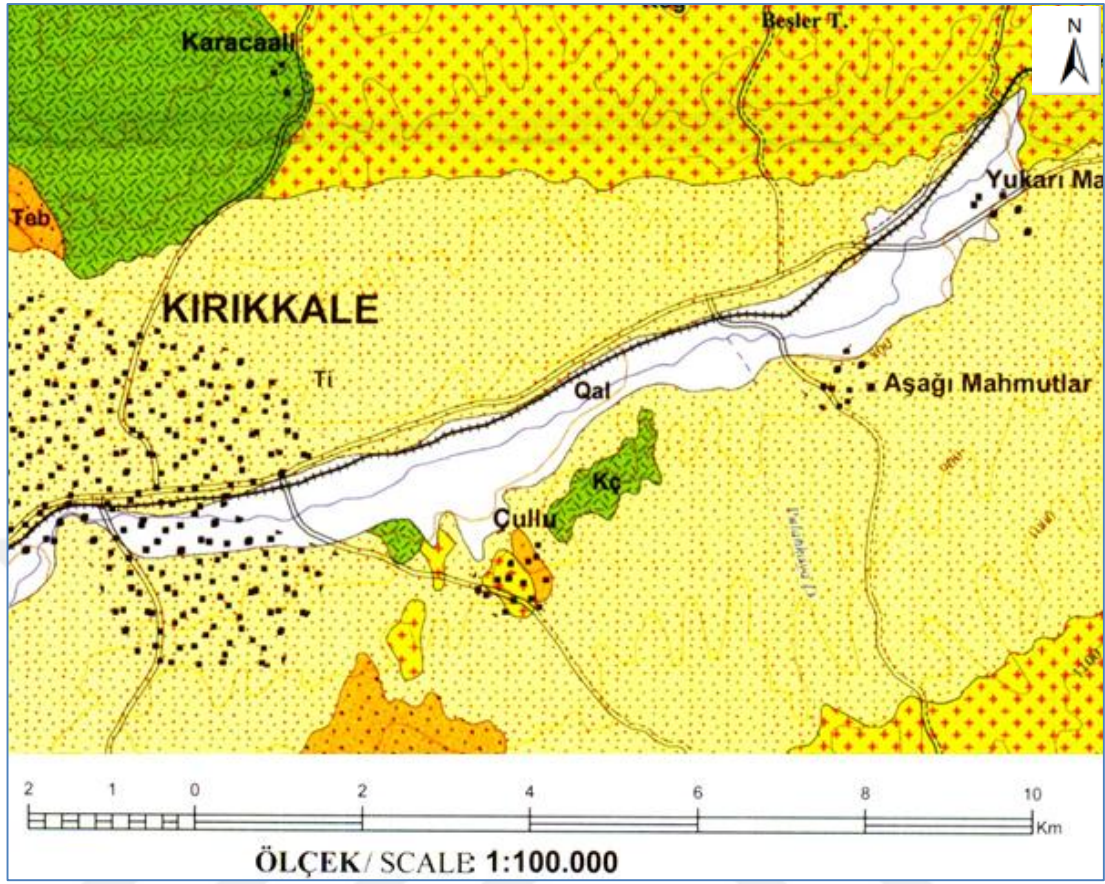 N
Beşler T.
Karacaali
Yukarı Ma
Teb
KIRIKKALE
Ti
Qal
Aşağı Mahmutlar
Kç
Çullu
1100
2 1 0 2 4 6 8 10
Km
ÖLÇEK/ SCALE 1:100.000